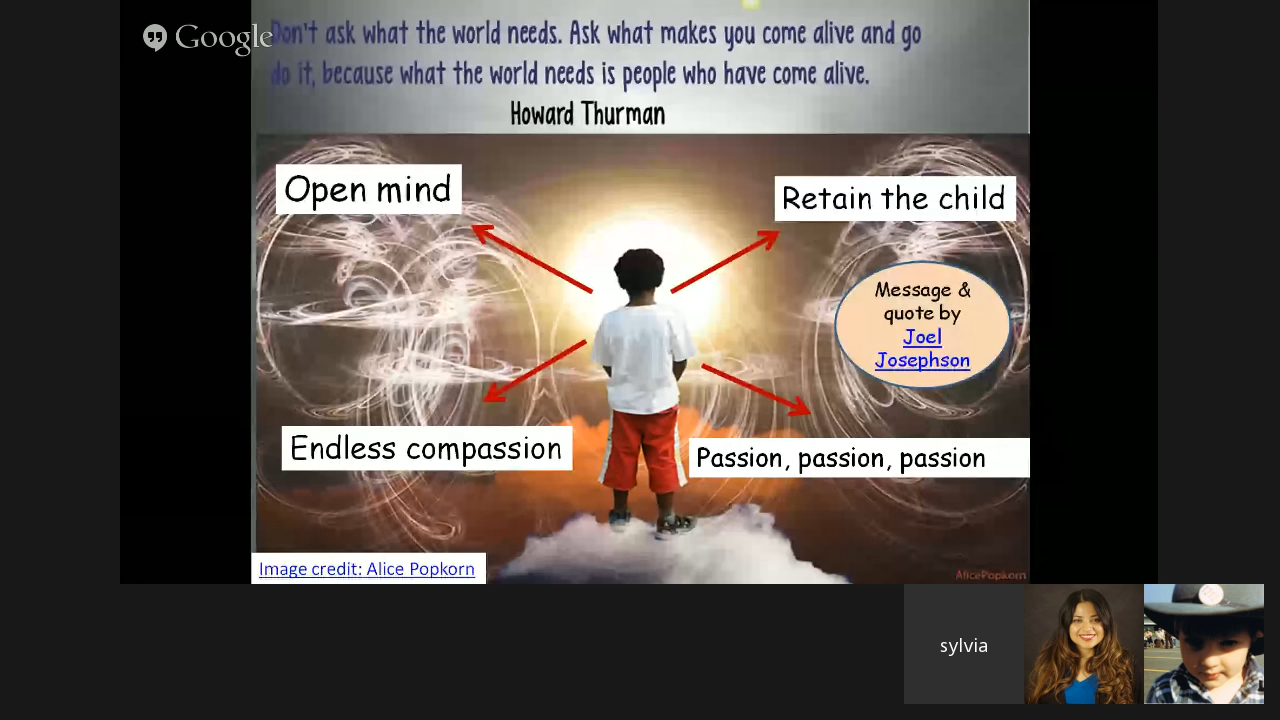 Google
Don't ask what the world needs. Ask what makes you come alive and go
do it, because what the world needs is people who have come alive.
Howard Thurman
Open mind
Retain the child
Message &
quote by
Joel
Josephson
Endless compassion
Passion, passion, passion
Image credit: Alice Popkorn
AlicePopkorn
sylvia